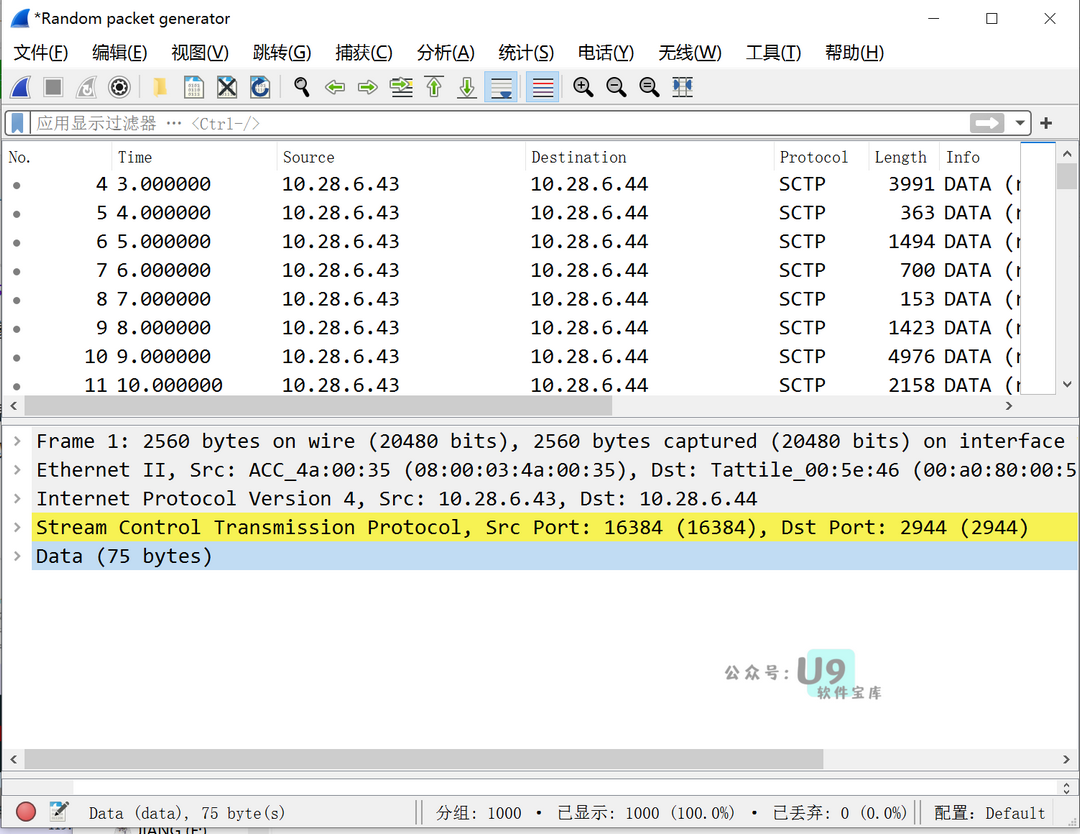 *Random packet generator
文件(F) 编辑(E) 视图(V) 跳转(G) 捕获(C) 分析(A) 统计(S) 电话(Y) 无线(W) 工具(T) 帮助(H)
应用显示过滤器 … <Ctrl-/>
No. Time Source Destination Protocol Length Info
4 3.000000 10.28.6.43 10.28.6.44 SCTP 3991 DATA (
5 4.000000 10.28.6.43 10.28.6.44 SCTP 363 DATA (
6 5.000000 10.28.6.43 10.28.6.44 SCTP 1494 DATA (
7 6.000000 10.28.6.43 10.28.6.44 SCTP 700 DATA (
8 7.000000 10.28.6.43 10.28.6.44 SCTP 153 DATA (
9 8.000000 10.28.6.43 10.28.6.44 SCTP 1423 DATA (
10 9.000000 10.28.6.43 10.28.6.44 SCTP 4976 DATA (
11 10.000000 10.28.6.43 10.28.6.44 SCTP 2158 DATA (
Frame 1: 2560 bytes on wire (20480 bits), 2560 bytes captured (20480 bits) on interface
Ethernet II, Src: ACC_4a:00:35 (08:00:03:4a:00:35), Dst: Tattile_00:5e:46 (00:a0:80:00:5
Internet Protocol Version 4, Src: 10.28.6.43, Dst: 10.28.6.44
Stream Control Transmission Protocol, Src Port: 16384 (16384), Dst Port: 2944 (2944)
Data (75 bytes)
公众号: U9
软件宝库
Data (data), 75 byte(s) 分组: 1000 · 已显示: 1000 (100.0%) · 已丢弃: 0 (0.0%) 配置: Default